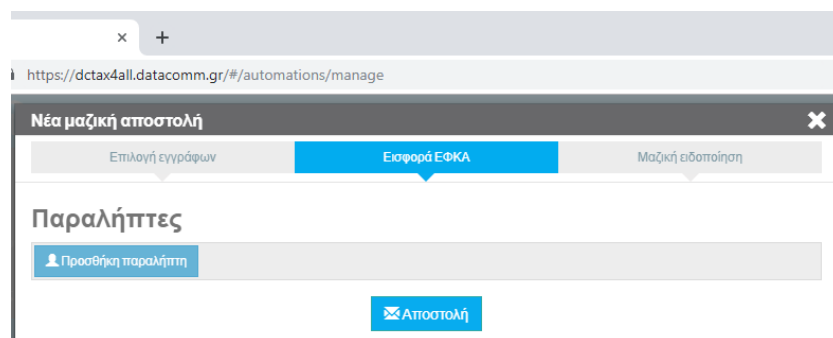 https://dctax4all.datacomm.gr/#/automations/manage
Νέα μαζική αποστολή
Επιλογή εγγράφων Εισφορά ΕΦΚΑ Μαζική ειδοποίηση
Παραλήπτες
Προσθήκη παραλήπτη
Αποστολή